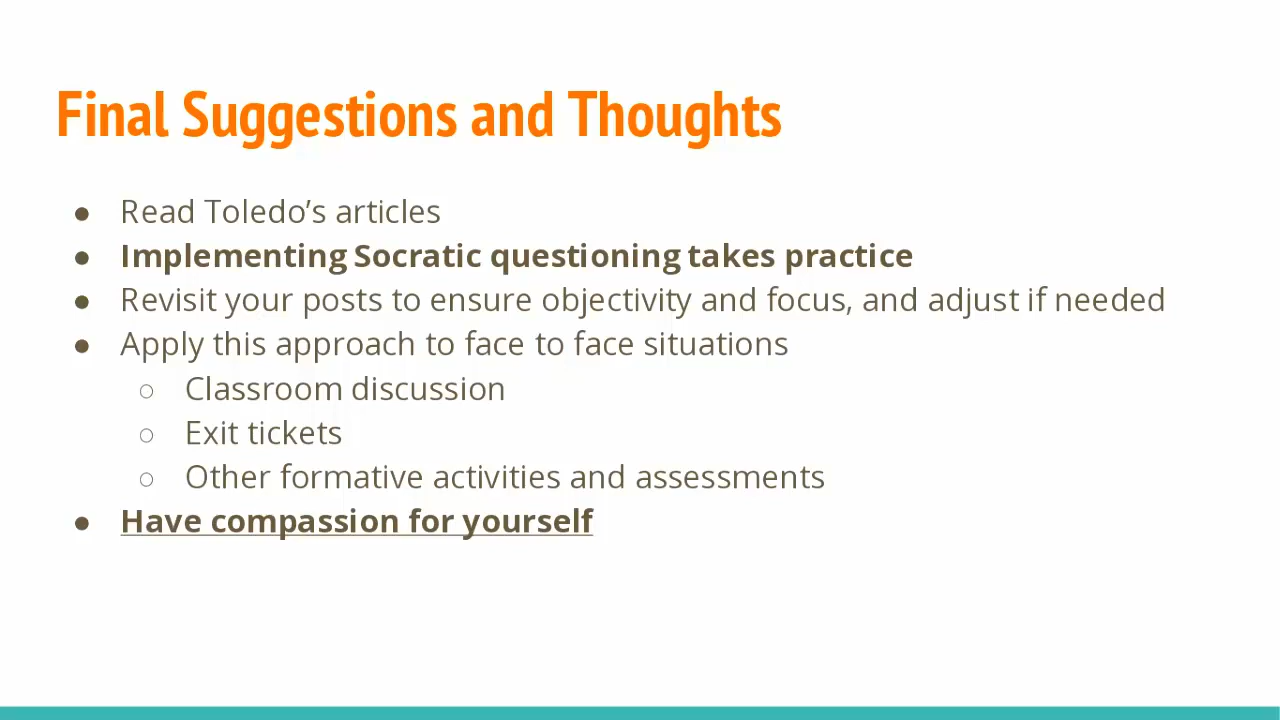 Final Suggestions and Thoughts
● Read Toledo’s articles
● Implementing Socratic questioning takes practice
● Revisit your posts to ensure objectivity and focus, and adjust if needed
● Apply this approach to face to face situations
○ Classroom discussion
○ Exit tickets
○ Other formative activities and assessments
● Have compassion for yourself